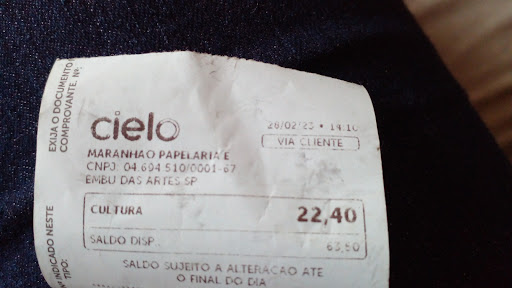 cielo
28/02/23 • 14:10
VIA CLIENTE
MARANHAO PAPELARIA E
CNPJ: 04.694.510/0001-67
EMBU DAS ARTES SP
CULTURA 22,40
SALDO DISP. 63,60
SALDO SUJEITO A ALTERACAO ATE
O FINAL DO DIA
EXIJA O DOCUMENTO
COMPROVANTE. Nº
INDICADO NESTE
TIPO: